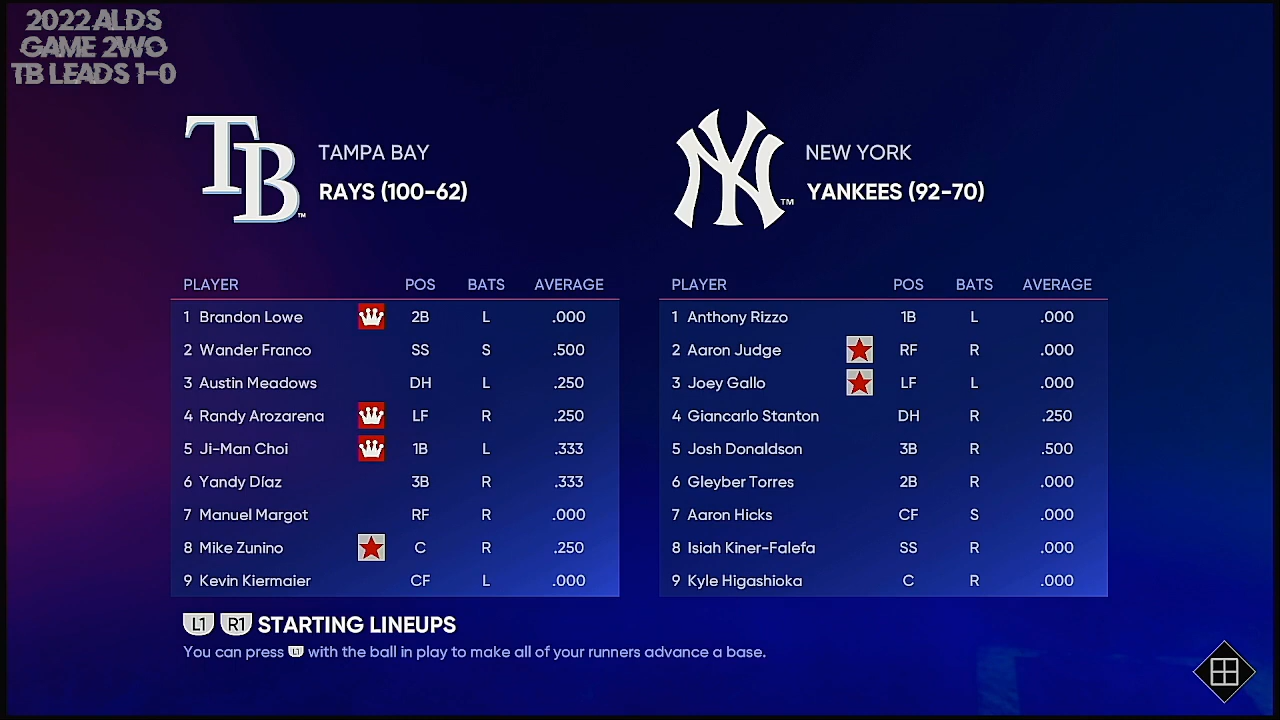 2022 ALDS
GAME 2WO
TB LEADS 1-0
TB
TM
TAMPA BAY
RAYS (100-62)
NY
TM
NEW YORK
YANKEES (92-70)
PLAYER POS BATS AVERAGE
1 Brandon Lowe 2B L .000
2 Wander Franco SS S .500
3 Austin Meadows DH L .250
4 Randy Arozarena LF R .250
5 Ji-Man Choi 1B L .333
6 Yandy Díaz 3B R .333
7 Manuel Margot RF R .000
8 Mike Zunino C R .250
9 Kevin Kiermaier CF L .000
PLAYER POS BATS AVERAGE
1 Anthony Rizzo 1B L .000
2 Aaron Judge RF R .000
3 Joey Gallo LF L .000
4 Giancarlo Stanton DH R .250
5 Josh Donaldson 3B R .500
6 Gleyber Torres 2B R .000
7 Aaron Hicks CF S .000
8 Isiah Kiner-Falefa SS R .000
9 Kyle Higashioka C R .000
L1 R1 STARTING LINEUPS
You can press L1 with the ball in play to make all of your runners advance a base.